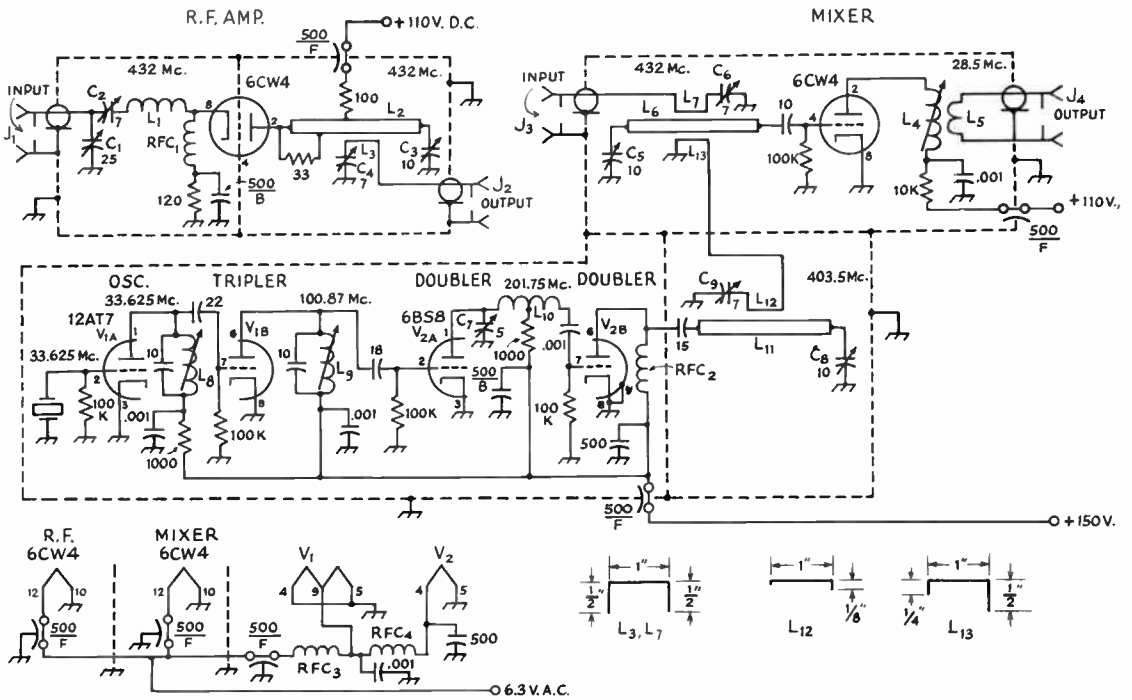 R.F. AMP.
+110V. D.C.
500
F
432 Mc.
432 Mc.
INPUT
J1
C2
7
L1
C1
25
RFC1
8
6CW4
4
2
120
500
B
100
L2
33
L3
C4
7
C3
10
J2
OUTPUT
MIXER
INPUT
J3
432 Mc.
C6
7
L7
L6
L13
C5
10
10
100K
6CW4
2
4
8
28.5 Mc.
L4
L5
J4
OUTPUT
10K
.001
+110V.,
500
F
OSC.
TRIPLER
DOUBLER
DOUBLER
33.625 Mc.
22
100.87 Mc.
201.75 Mc.
403.5 Mc.
12AT7
V1A
1
2
3
33.625 Mc.
100
K
10
L8
.001
1000
6
V1B
7
8
100K
10
L9
.001
18
100K
6BS8
V2A
1
2
3
C7
5
L10
1000
500
B
.001
6
V2B
7
8
9
100
K
RFC2
500
15
C9
7
L12
L11
C8
10
500
F
+150V.
R.F.
6CW4
12
10
500
F
MIXER
6CW4
12
10
500
F
V1
4
9
5
V2
4
5
500
F
RFC3
RFC4
.001
500
6.3V. A.C.
1"
1/2"
1/2"
L3, L7
1"
1/8"
L12
1"
1/4"
1/2"
L13